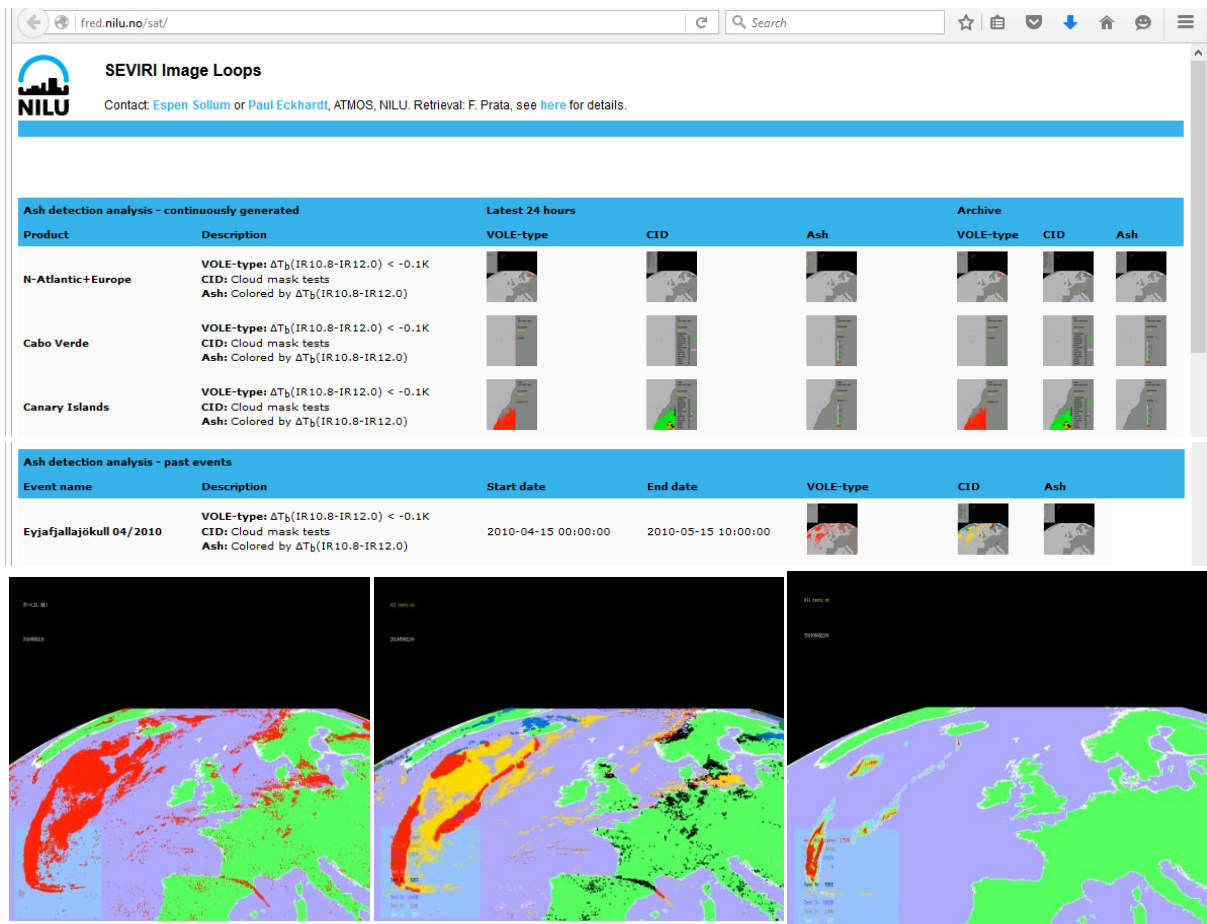 fred.nilu.no/sat/
Search
NILU
SEVIRI Image Loops
Contact: Espen Sollum or Paul Eckhardt, ATMOS, NILU. Retrieval: F. Prata, see here for details.
Ash detection analysis - continuously generated Latest 24 hours Archive
Product Description VOLE-type CID Ash VOLE-type CID Ash
VOLE-type: ΔTb(IR10.8-IR12.0) < -0.1K
N-Atlantic+Europe CID: Cloud mask tests
Ash: Colored by ΔTb(IR10.8-IR12.0)
VOLE-type: ΔTb(IR10.8-IR12.0) < -0.1K
Cabo Verde CID: Cloud mask tests
Ash: Colored by ΔTb(IR10.8-IR12.0)
VOLE-type: ΔTb(IR10.8-IR12.0) < -0.1K
Canary Islands CID: Cloud mask tests
Ash: Colored by ΔTb(IR10.8-IR12.0)
Ash detection analysis - past events
Event name Description Start date End date VOLE-type CID Ash
VOLE-type: ΔTb(IR10.8-IR12.0) < -0.1K
Eyjafjallajökull 04/2010 CID: Cloud mask tests 2010-04-15 00:00:00 2010-05-15 10:00:00
Ash: Colored by ΔTb(IR10.8-IR12.0)
All tests on
All tests on